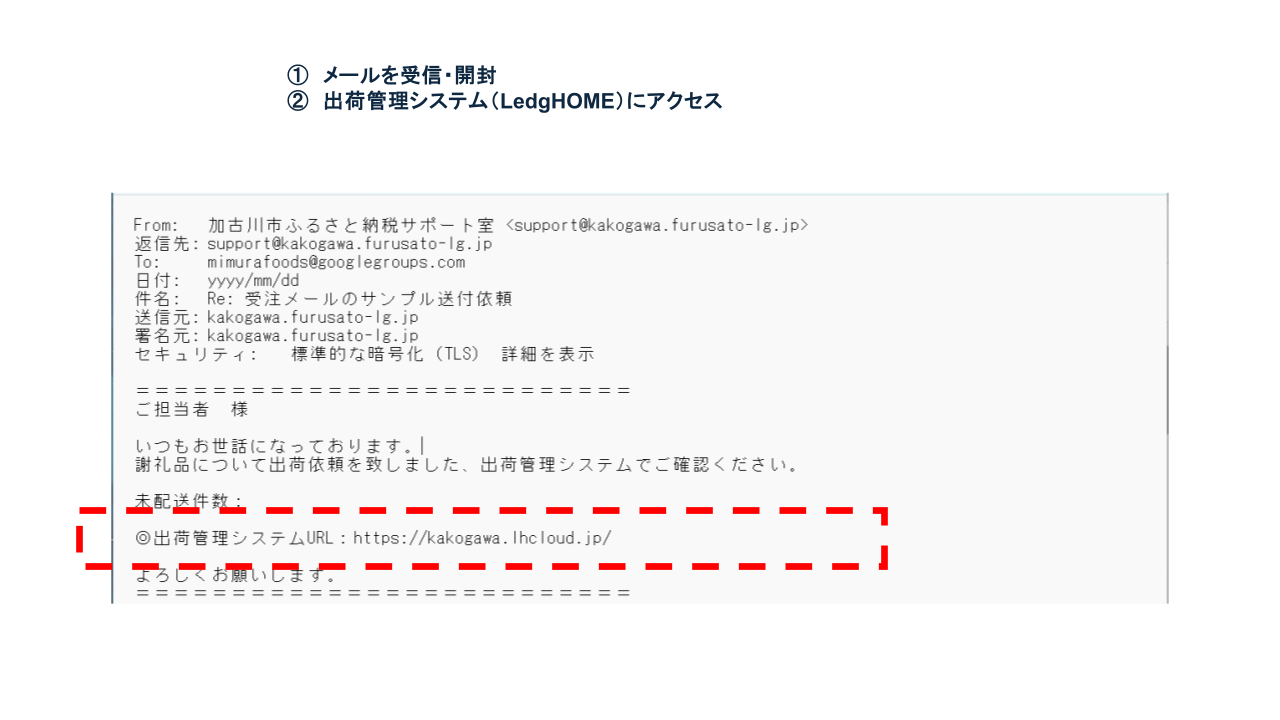 ① メールを受信・開封
② 出荷管理システム（LedgHOME）にアクセス
From: 加古川市ふるさと納税サポート室 <support@kakogawa.furusato-lg.jp>
返信先: support@kakogawa.furusato-lg.jp
To: mimurafoods@googlegroups.com
日付: yyyy/mm/dd
件名: Re: 受注メールのサンプル送付依頼
送信元: kakogawa.furusato-lg.jp
署名元: kakogawa.furusato-lg.jp
セキュリティ: 標準的な暗号化（TLS） 詳細を表示
＝＝＝＝＝＝＝＝＝＝＝＝＝＝＝＝＝＝＝＝＝＝＝＝＝＝
ご担当者　様
いつもお世話になっております。
謝礼品について出荷依頼を致しました、出荷管理システムでご確認ください。
未配送件数：
◎出荷管理システムURL：https://kakogawa.lhcloud.jp/
よろしくお願いします。
＝＝＝＝＝＝＝＝＝＝＝＝＝＝＝＝＝＝＝＝＝＝＝＝＝＝